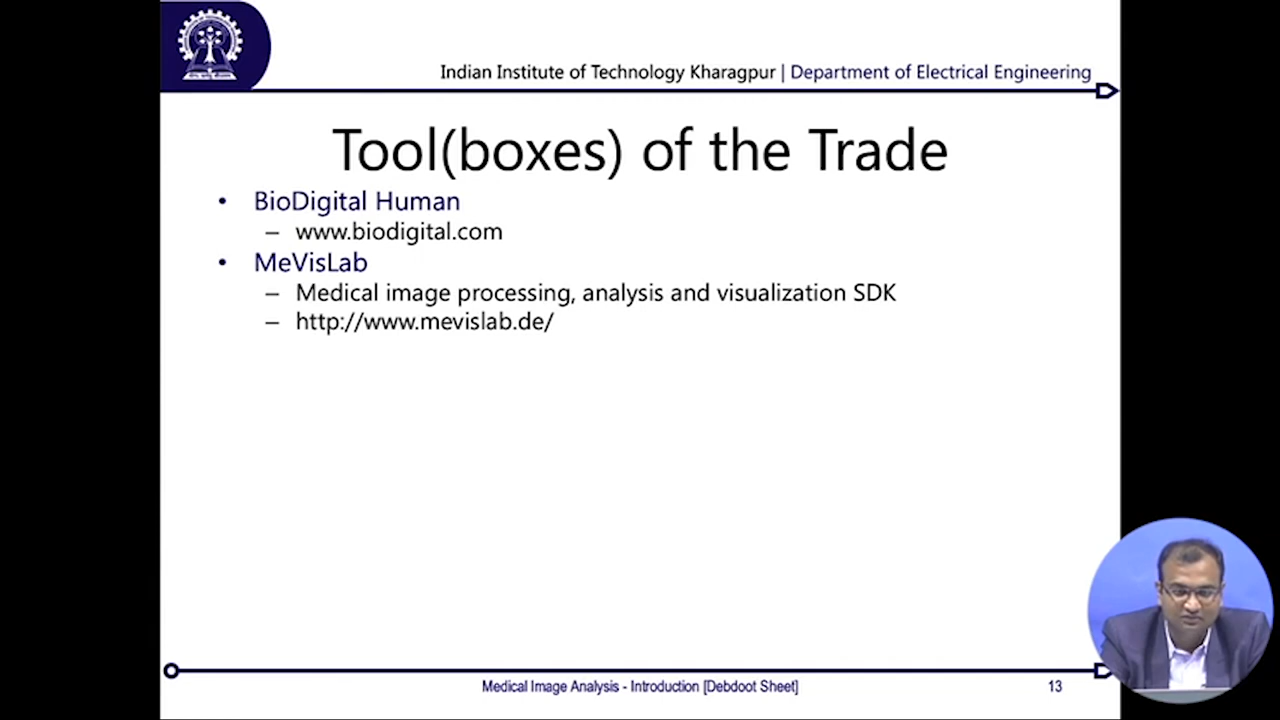 Indian Institute of Technology Kharagpur | Department of Electrical Engineering
Tool(boxes) of the Trade
• BioDigital Human
– www.biodigital.com
• MeVisLab
– Medical image processing, analysis and visualization SDK
– http://www.mevislab.de/
Medical Image Analysis - Introduction [Debdoot Sheet]
13